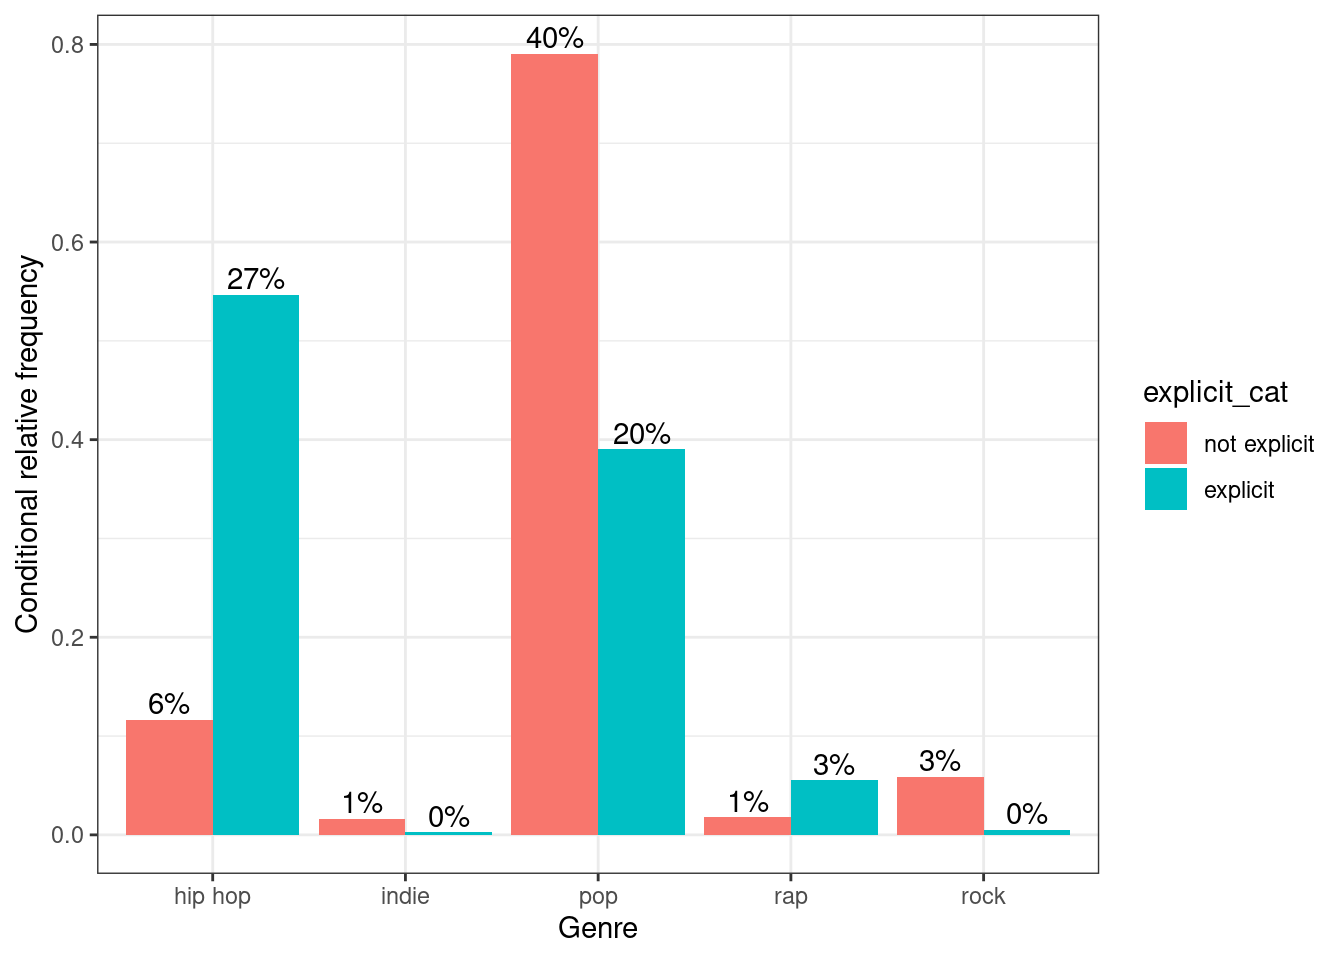 Conditional relative frequency
0.8
0.6
0.4
0.2
0.0
40%
27%
20%
6%
1%
0%
1%
3%
3%
0%
hip hop
indie
pop
rap
rock
Genre
explicit_cat
not explicit
explicit